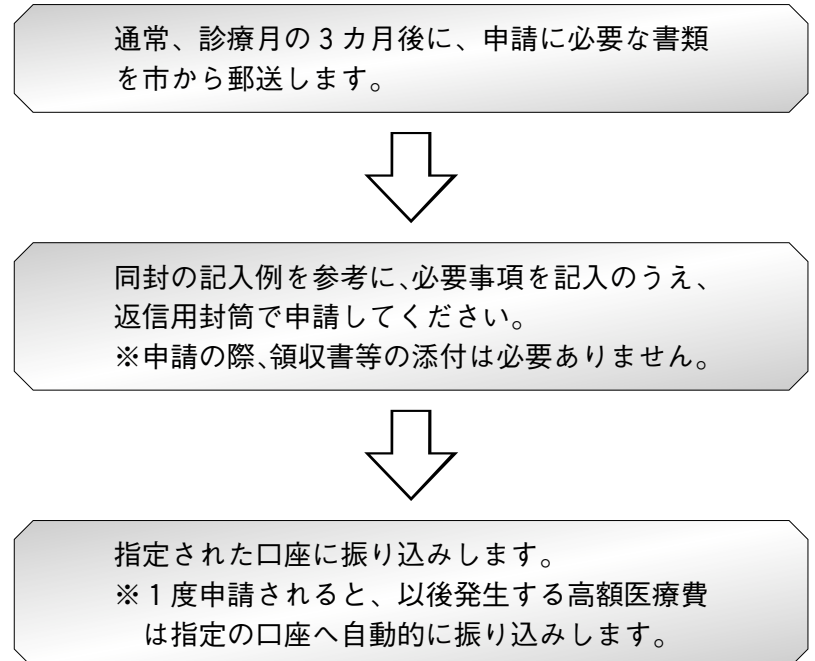 通常、診療月の3カ月後に、申請に必要な書類
を市から郵送します。
同封の記入例を参考に、必要事項を記入のうえ、
返信用封筒で申請してください。
※申請の際、領収書等の添付は必要ありません。
指定された口座に振り込みします。
※1度申請されると、以後発生する高額医療費
は指定の口座へ自動的に振り込みします。